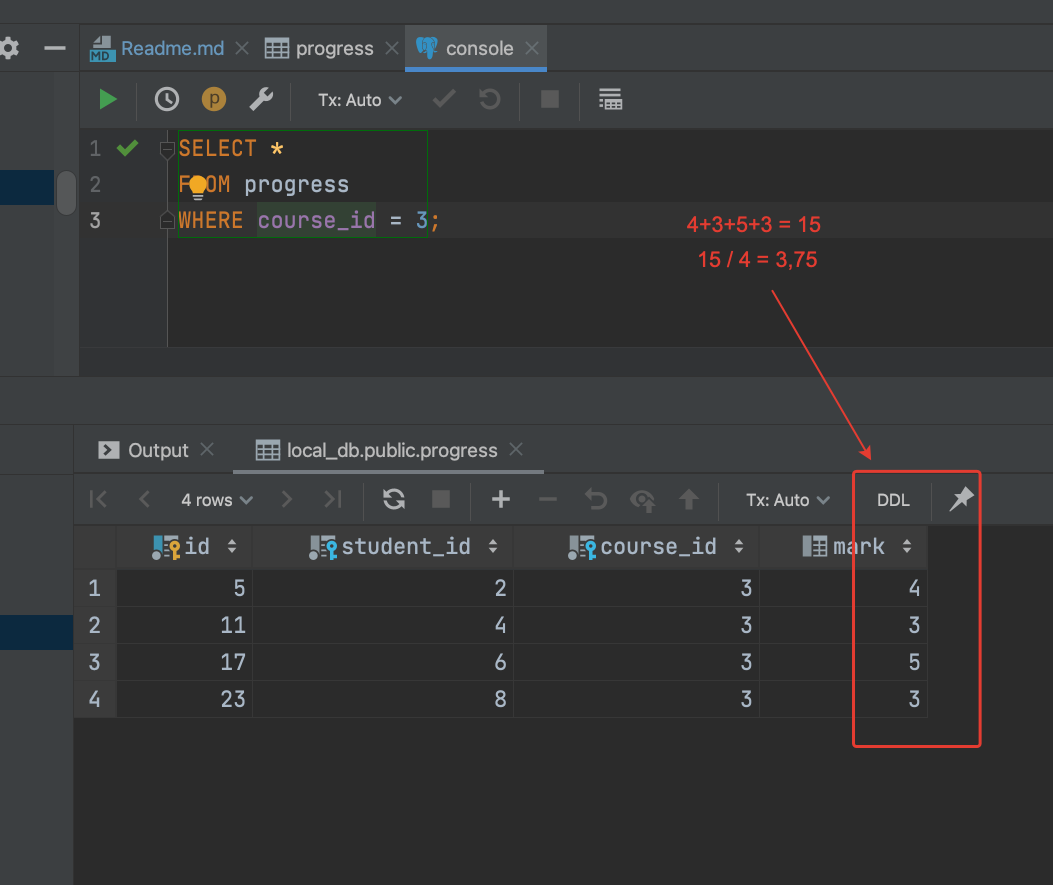 Readme.md progress console
MD
p Tx: Auto
1 SELECT *
2 FROM progress
3 WHERE course_id = 3;
4+3+5+3 = 15
15 / 4 = 3,75
Output local_db.public.progress
4 rows Tx: Auto DDL
id student_id course_id mark
1 5 2 3 4
2 11 4 3 3
3 17 6 3 5
4 23 8 3 3